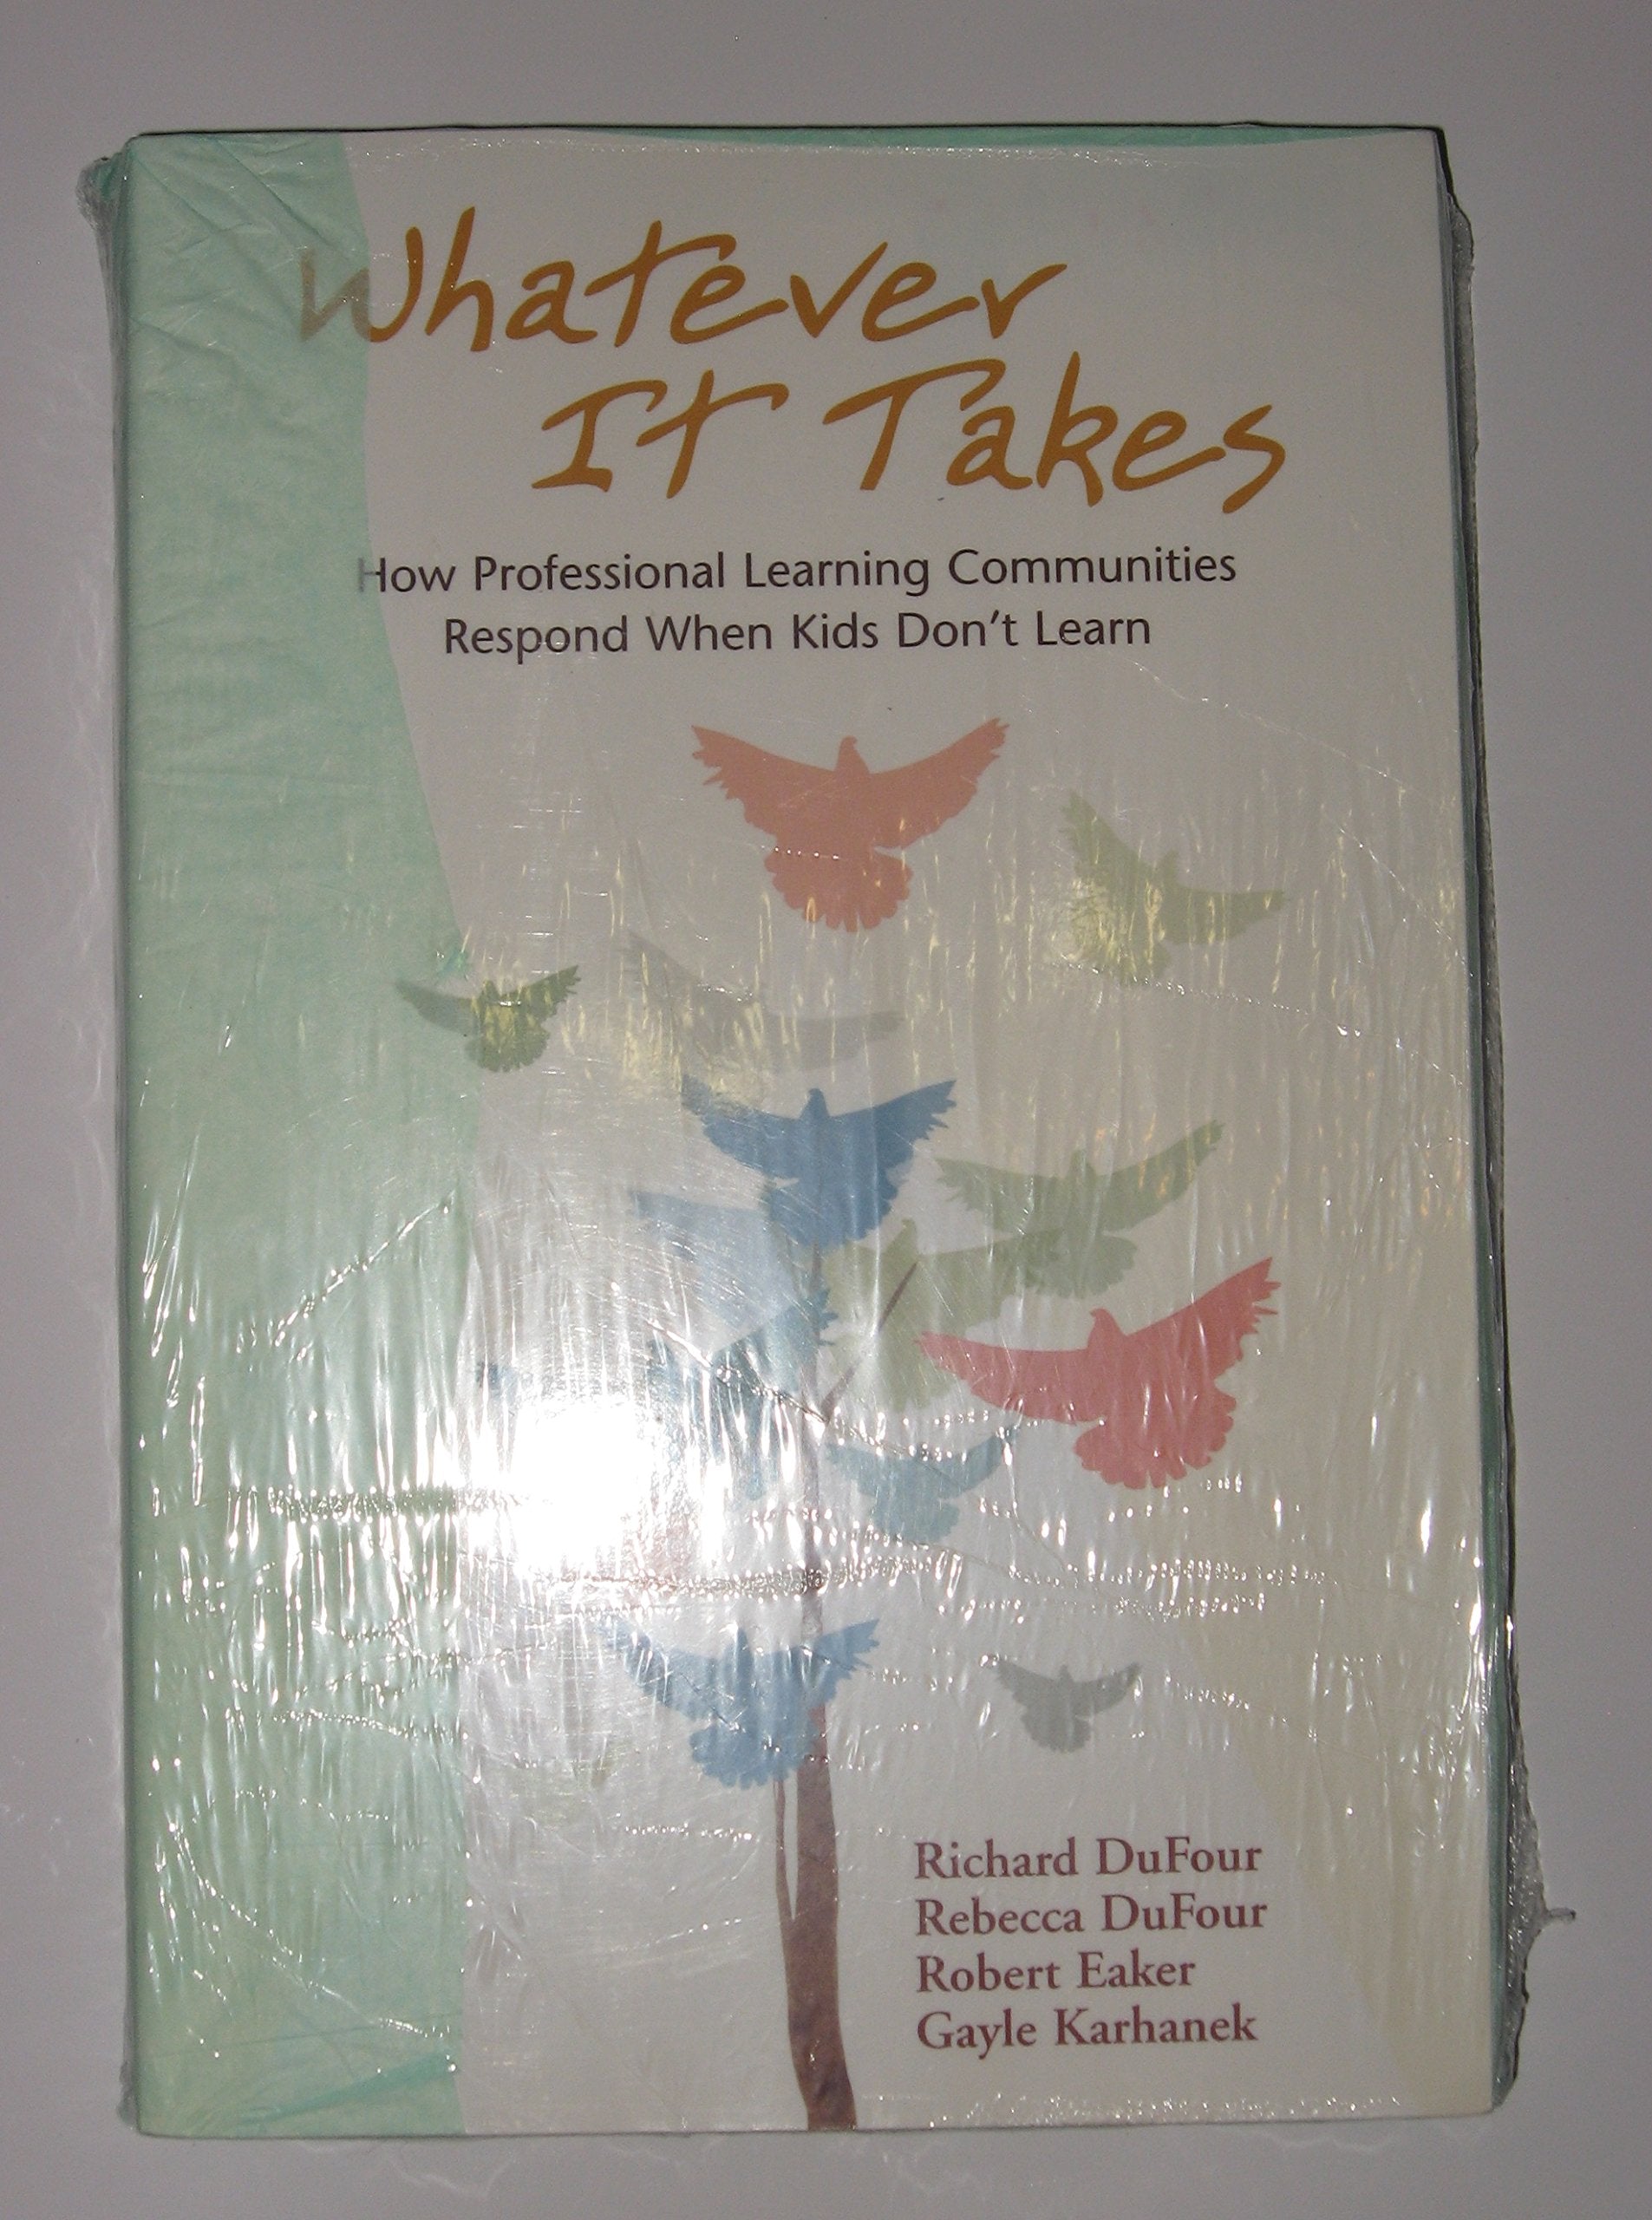 Whatever
It Takes
How Professional Learning Communities
Respond When Kids Don't Learn
Richard DuFour
Rebecca DuFour
Robert Eaker
Gayle Karhanek